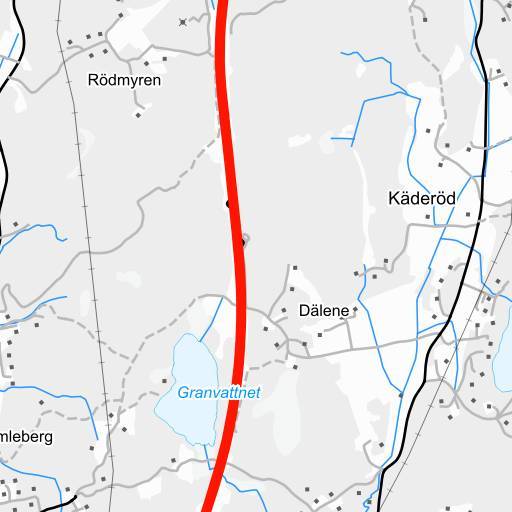 Rödmyren
Käderöd
Dälene
Granvattnet
mleberg